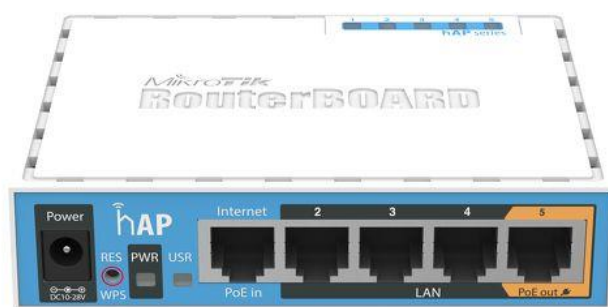 1 2 3 4 5
hAP series
MikroTik
RouterBOARD
Power
hAP
Internet
2
3
4
5
RES
PWR
USR
DC10-28V
WPS
PoE in
LAN
PoE out